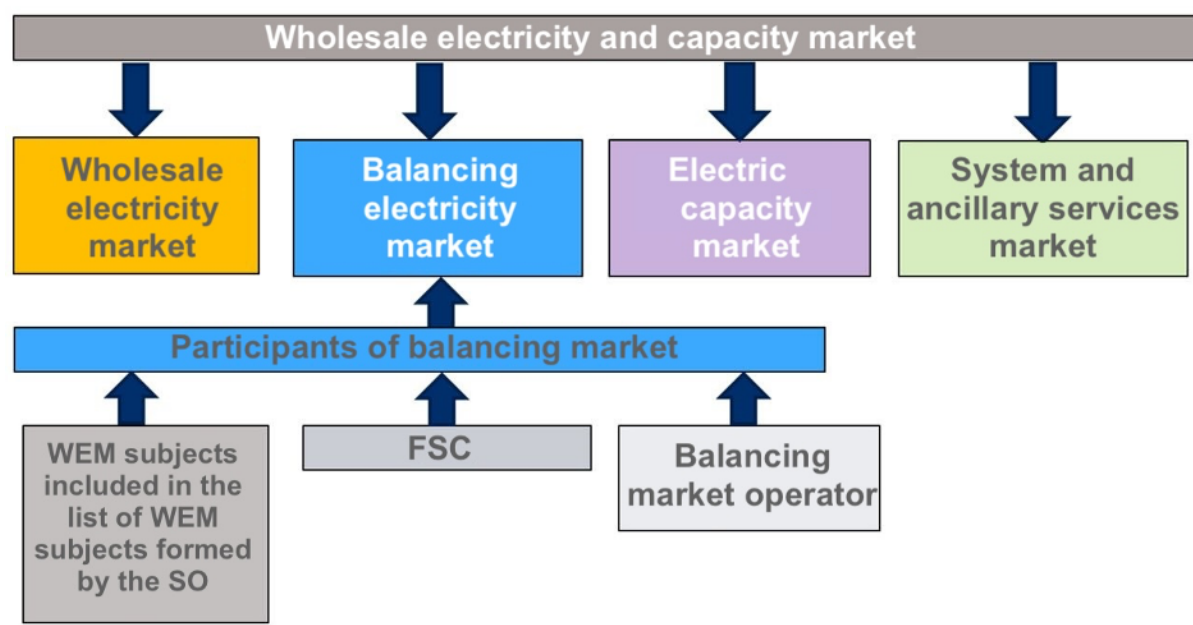 Wholesale electricity and capacity market
Wholesale
electricity
market
Balancing
electricity
market
Electric
capacity
market
System and
ancillary services
market
Participants of balancing market
WEM subjects
included in the
list of WEM
subjects formed
by the SO
FSC
Balancing
market operator